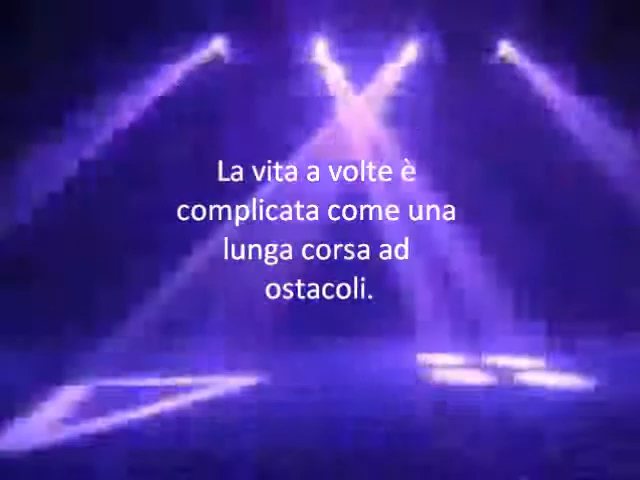 La vita a volte è
complicata come una
lunga corsa ad
ostacoli.